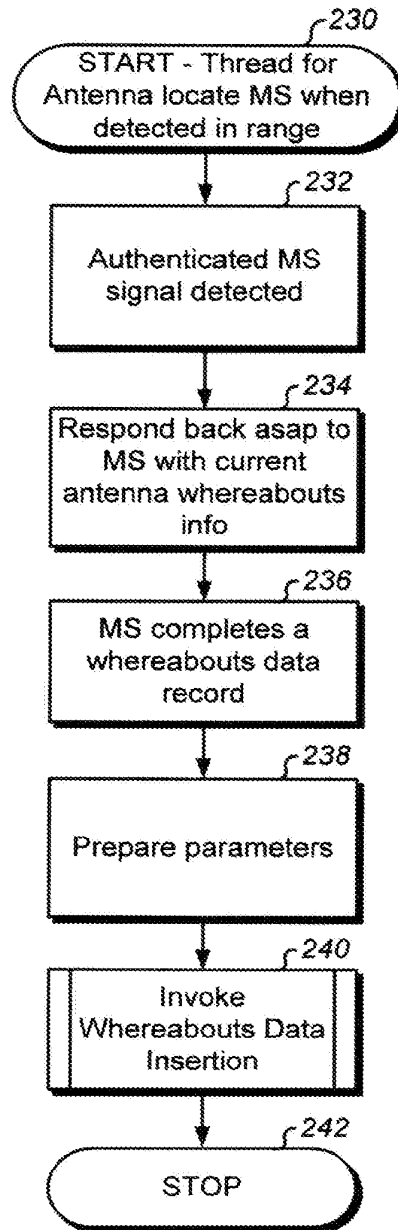 230
START - Thread for
Antenna locate MS when
detected in range
232
Authenticated MS
signal detected
234
Respond back asap to
MS with current
antenna whereabouts
info
236
MS completes a
whereabouts data
record
238
Prepare parameters
240
Invoke
Whereabouts Data
Insertion
242
STOP